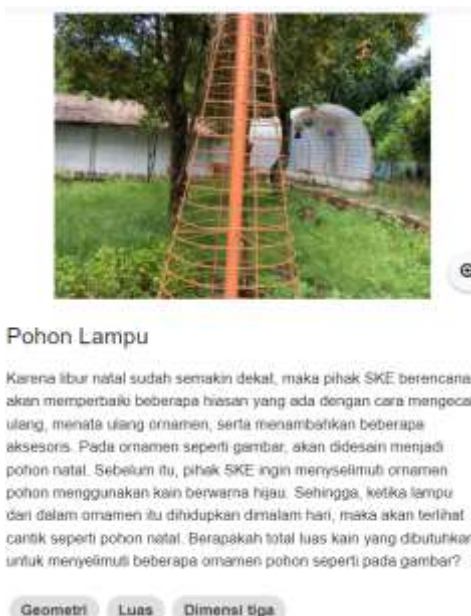 Pohon Lampu
Karena libur natal sudah semakin dekat, maka pihak SKE berencana
akan memperbaiki beberapa hiasan yang ada dengan cara mengecat
ulang, menata ulang ornamen, serta menambahkan beberapa
aksesoris. Pada ornamen seperti gambar, akan didesain menjadi
pohon natal. Sebelum itu, pihak SKE ingin menyelimuti ornamen
pohon menggunakan kain berwarna hijau. Sehingga, ketika lampu
dari dalam ornamen itu dihidupkan dimalam hari, maka akan terlihat
cantik seperti pohon natal. Berapakah total luas kain yang dibutuhkan
untuk menyelimuti beberapa ornamen pohon seperti pada gambar?
Geometri Luas Dimensi tiga